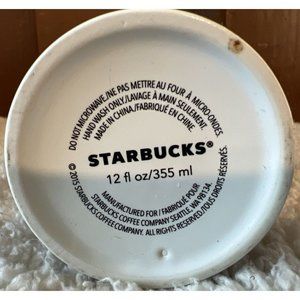 DO NOT MICROWAVE./NE PAS METTRE AU FOUR À MICRO-ONDES.
HAND WASH ONLY./LAVAGE À MAIN SEULEMENT.
MADE IN CHINA./FABRIQUÉ EN CHINE.
STARBUCKS®
12 fl oz/355 ml
MANUFACTURED FOR / FABRIQUÉ POUR
STARBUCKS COFFEE COMPANY SEATTLE, WA 98134.
© 2015 STARBUCKS COFFEE COMPANY. ALL RIGHTS RESERVED./TOUS DROITS RÉSERVÉS.